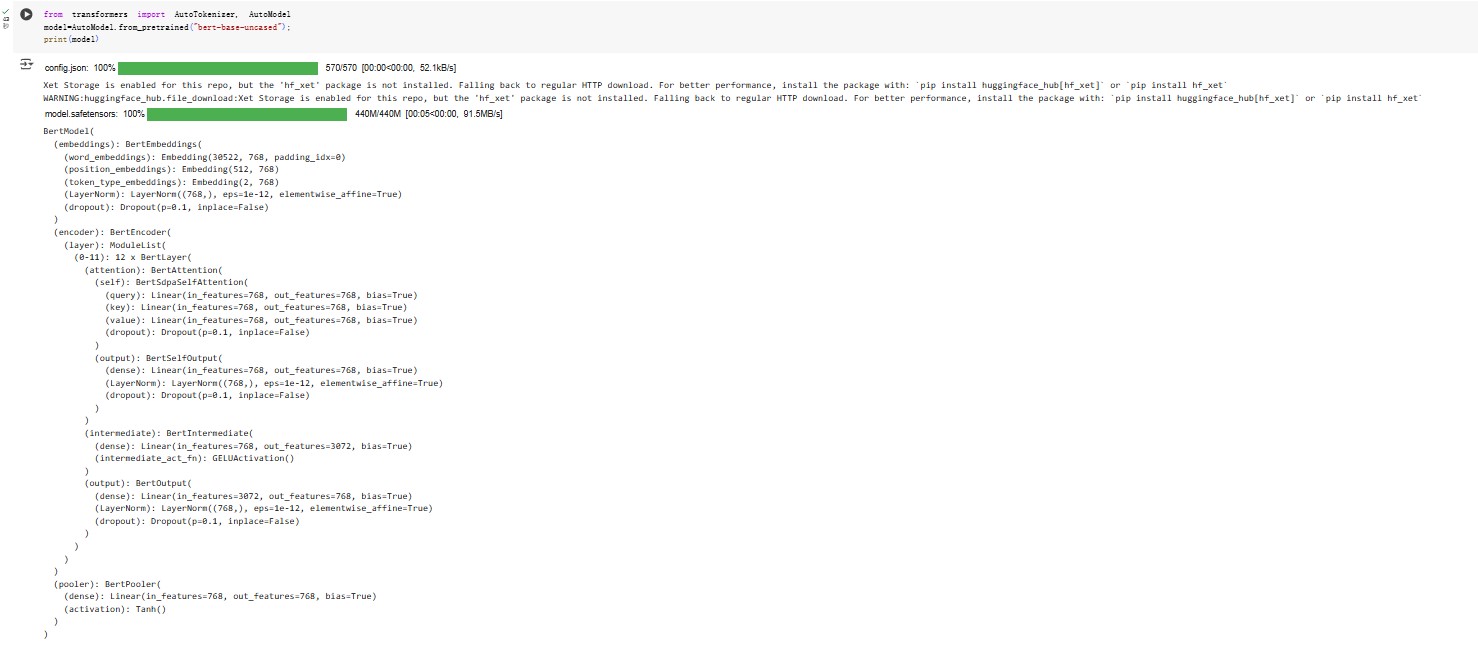 from transformers import AutoTokenizer, AutoModel
model=AutoModel.from_pretrained("bert-base-uncased");
print(model)
config.json: 100% 570/570 [00:00<00:00, 52.1kB/s]
Xet Storage is enabled for this repo, but the 'hf_xet' package is not installed. Falling back to regular HTTP download. For better performance, install the package with: `pip install huggingface_hub[hf_xet]` or `pip install hf_xet`
WARNING:huggingface_hub.file_download:Xet Storage is enabled for this repo, but the 'hf_xet' package is not installed. Falling back to regular HTTP download. For better performance, install the package with: `pip install huggingface_hub[hf_xet]` or `pip install hf_xet`
model.safetensors: 100% 440M/440M [00:05<00:00, 91.5MB/s]
BertModel(
  (embeddings): BertEmbeddings(
    (word_embeddings): Embedding(30522, 768, padding_idx=0)
    (position_embeddings): Embedding(512, 768)
    (token_type_embeddings): Embedding(2, 768)
    (LayerNorm): LayerNorm((768,), eps=1e-12, elementwise_affine=True)
    (dropout): Dropout(p=0.1, inplace=False)
  )
  (encoder): BertEncoder(
    (layer): ModuleList(
      (0-11): 12 x BertLayer(
        (attention): BertAttention(
          (self): BertSdpaSelfAttention(
            (query): Linear(in_features=768, out_features=768, bias=True)
            (key): Linear(in_features=768, out_features=768, bias=True)
            (value): Linear(in_features=768, out_features=768, bias=True)
            (dropout): Dropout(p=0.1, inplace=False)
          )
          (output): BertSelfOutput(
            (dense): Linear(in_features=768, out_features=768, bias=True)
            (LayerNorm): LayerNorm((768,), eps=1e-12, elementwise_affine=True)
            (dropout): Dropout(p=0.1, inplace=False)
          )
        )
        (intermediate): BertIntermediate(
          (dense): Linear(in_features=768, out_features=3072, bias=True)
          (intermediate_act_fn): GELUActivation()
        )
        (output): BertOutput(
          (dense): Linear(in_features=3072, out_features=768, bias=True)
          (LayerNorm): LayerNorm((768,), eps=1e-12, elementwise_affine=True)
          (dropout): Dropout(p=0.1, inplace=False)
        )
      )
    )
  )
  (pooler): BertPooler(
    (dense): Linear(in_features=768, out_features=768, bias=True)
    (activation): Tanh()
  )
)